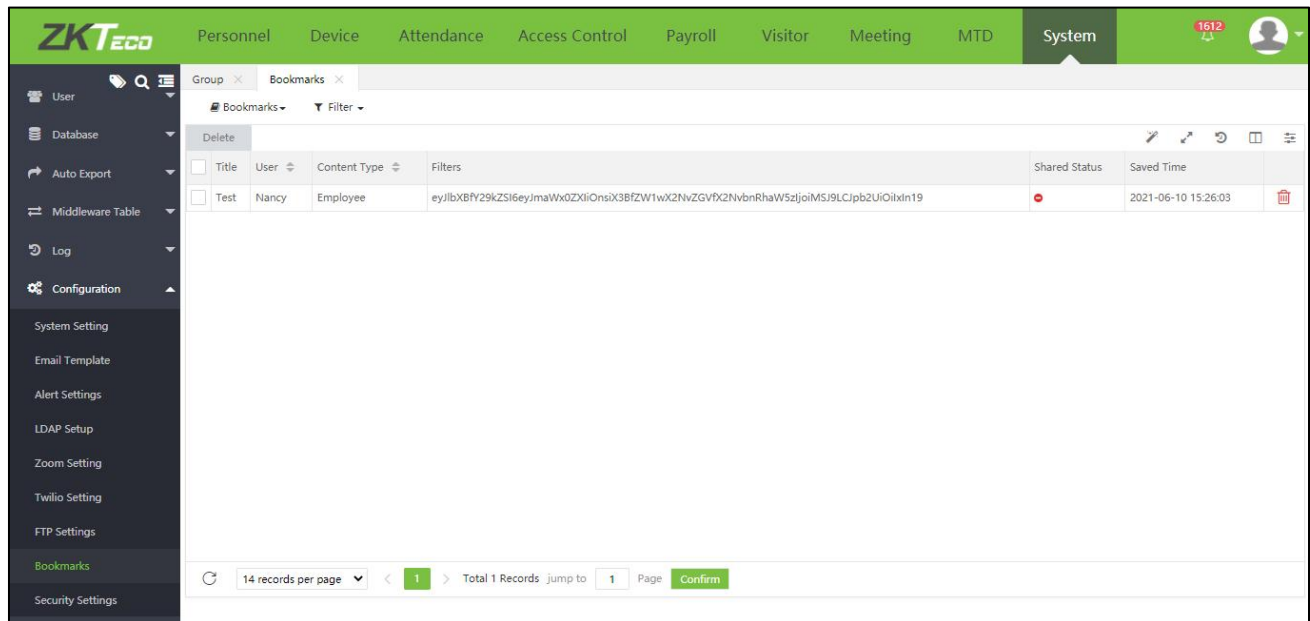 ZKTeco Personnel Device Attendance Access Control Payroll Visitor Meeting MTD System 1612
User
Database
Auto Export
Middleware Table
Log
Configuration
System Setting
Email Template
Alert Settings
LDAP Setup
Zoom Setting
Twilio Setting
FTP Settings
Bookmarks
Security Settings
Group Bookmarks
Bookmarks Filter
Delete
Title User Content Type Filters Shared Status Saved Time
Test Nancy Employee eyJlbXBfY29kZSI6eyJmaWx0ZXIiOnsiX3BfZW1wX2NvZGVfX2NvbnRhaW5zIjoiMSJ9LCJpb2UiOiIxIn19 2021-06-10 15:26:03
14 records per page 1 Total 1 Records jump to 1 Page Confirm